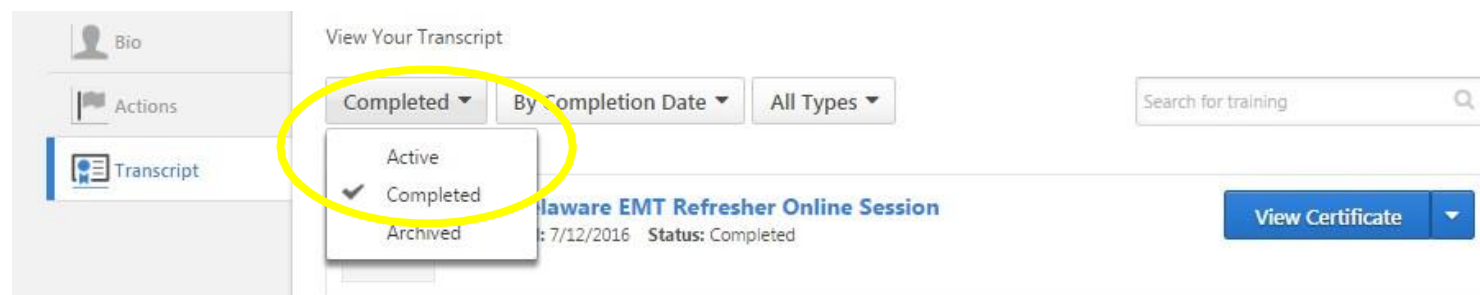 Bio
View Your Transcript
Actions
Completed
By Completion Date
All Types
Search for training
Transcript
Active
Completed
Archived
elaware EMT Refresher Online Session
: 7/12/2016 Status: Completed
View Certificate